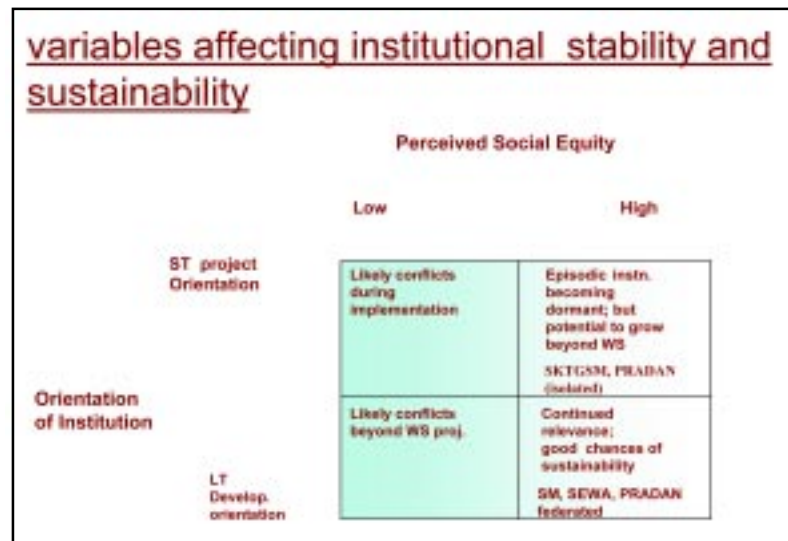 variables affecting institutional stability and
sustainability
Perceived Social Equity
Low
High
ST project
Orientation
Likely conflicts
during
implementation
Episodic instn.
becoming
dormant; but
potential to grow
beyond WS
SKTGSM, PRADAN
(isolated)
Orientation
of Institution
Likely conflicts
beyond WS proj.
Continued
relevance;
good chances of
sustainability
LT
Develop.
orientation
SM, SEWA, PRADAN
federated